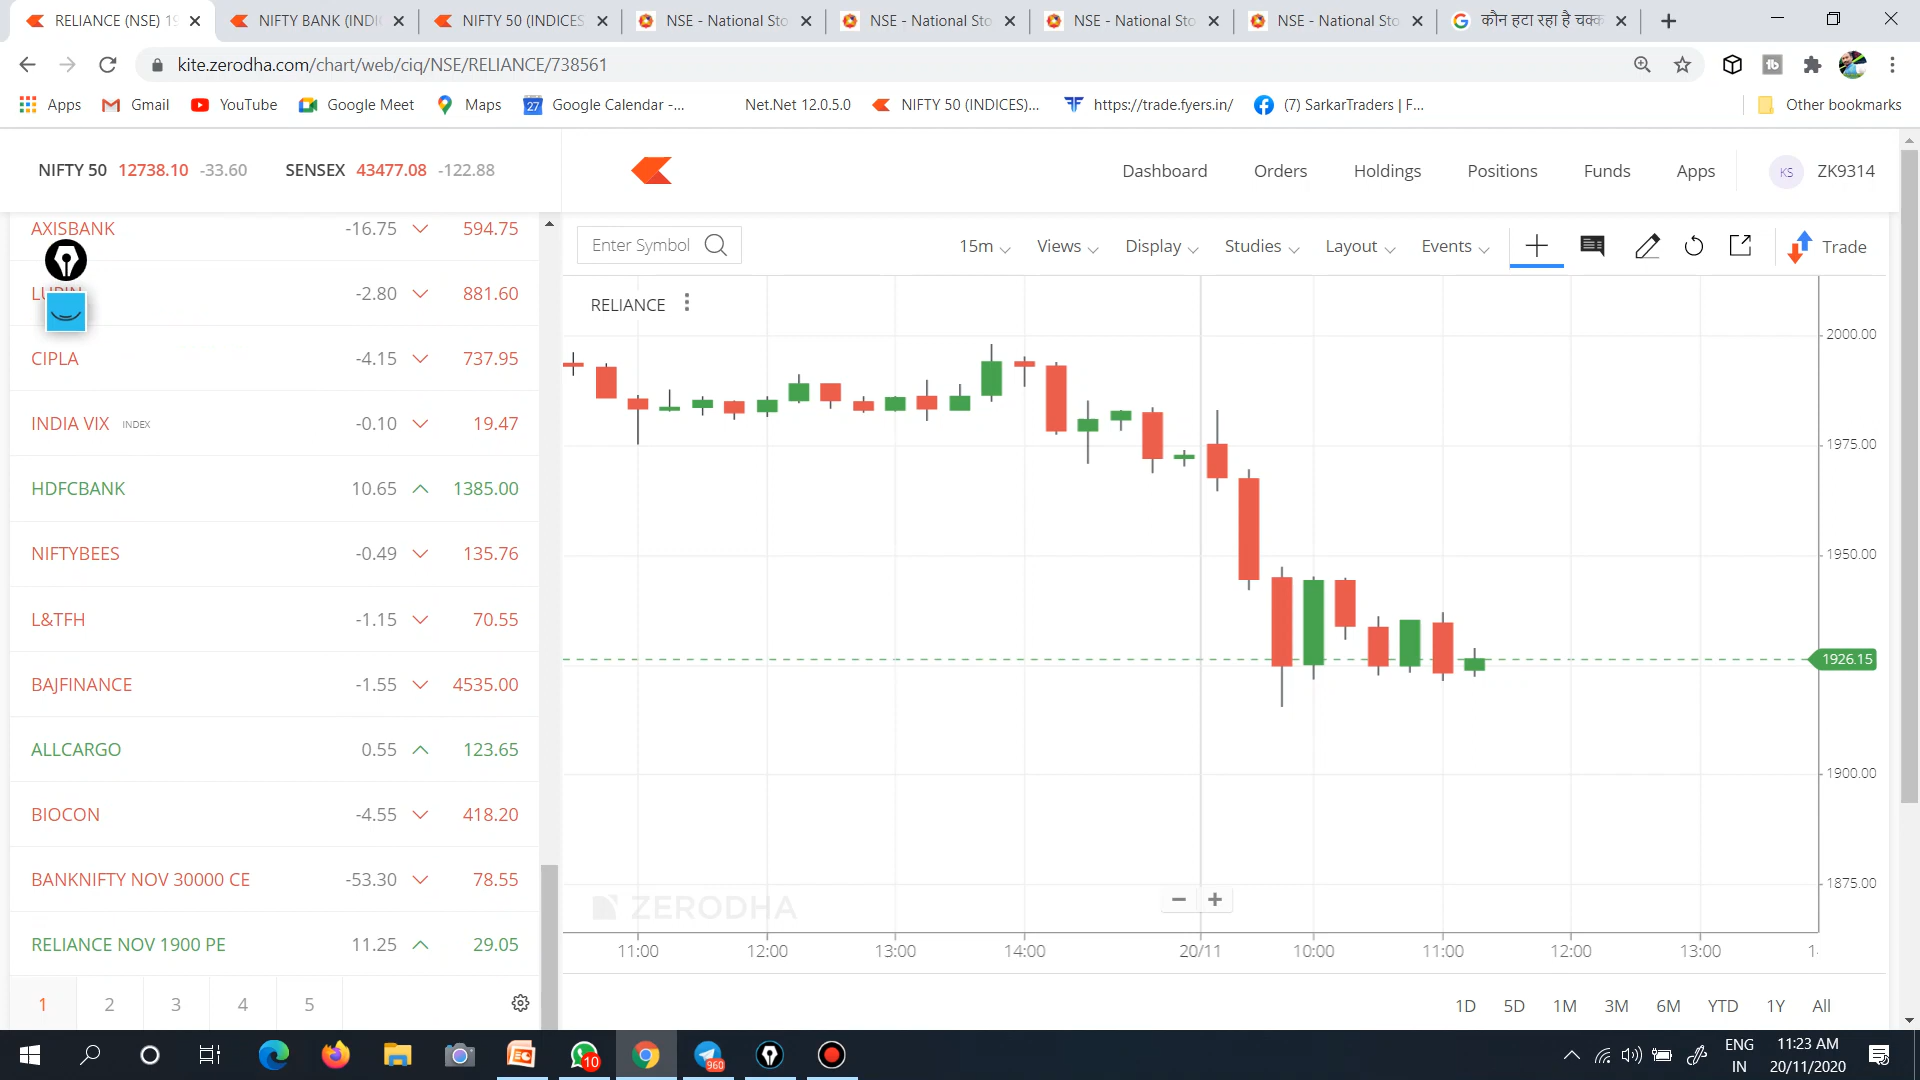 RELIANCE (NSE) 19
NIFTY BANK (INDI
NIFTY 50 (INDICES
NSE - National Sto
NSE - National Sto
NSE - National Sto
NSE - National Sto
कौन हटा रहा है चक्क
kite.zerodha.com/chart/web/ciq/NSE/RELIANCE/738561
Apps
Gmail
YouTube
Google Meet
Maps
27
Google Calendar -...
Net.Net 12.0.5.0
NIFTY 50 (INDICES)...
https://trade.fyers.in/
(7) SarkarTraders | F...
Other bookmarks
NIFTY 50 12738.10 -33.60
SENSEX 43477.08 -122.88
Dashboard
Orders
Holdings
Positions
Funds
Apps
KS
ZK9314
AXISBANK -16.75 594.75
LUPIN -2.80 881.60
CIPLA -4.15 737.95
INDIA VIX INDEX -0.10 19.47
HDFCBANK 10.65 1385.00
NIFTYBEES -0.49 135.76
L&TFH -1.15 70.55
BAJFINANCE -1.55 4535.00
ALLCARGO 0.55 123.65
BIOCON -4.55 418.20
BANKNIFTY NOV 30000 CE -53.30 78.55
RELIANCE NOV 1900 PE 11.25 29.05
1 2 3 4 5
Enter Symbol
15m
Views
Display
Studies
Layout
Events
Trade
RELIANCE
2000.00
1975.00
1950.00
1926.15
1900.00
1875.00
ZERODHA
11:00 12:00 13:00 14:00 20/11 10:00 11:00 12:00 13:00
1D 5D 1M 3M 6M YTD 1Y All
10
960
ENG
IN
11:23 AM
20/11/2020